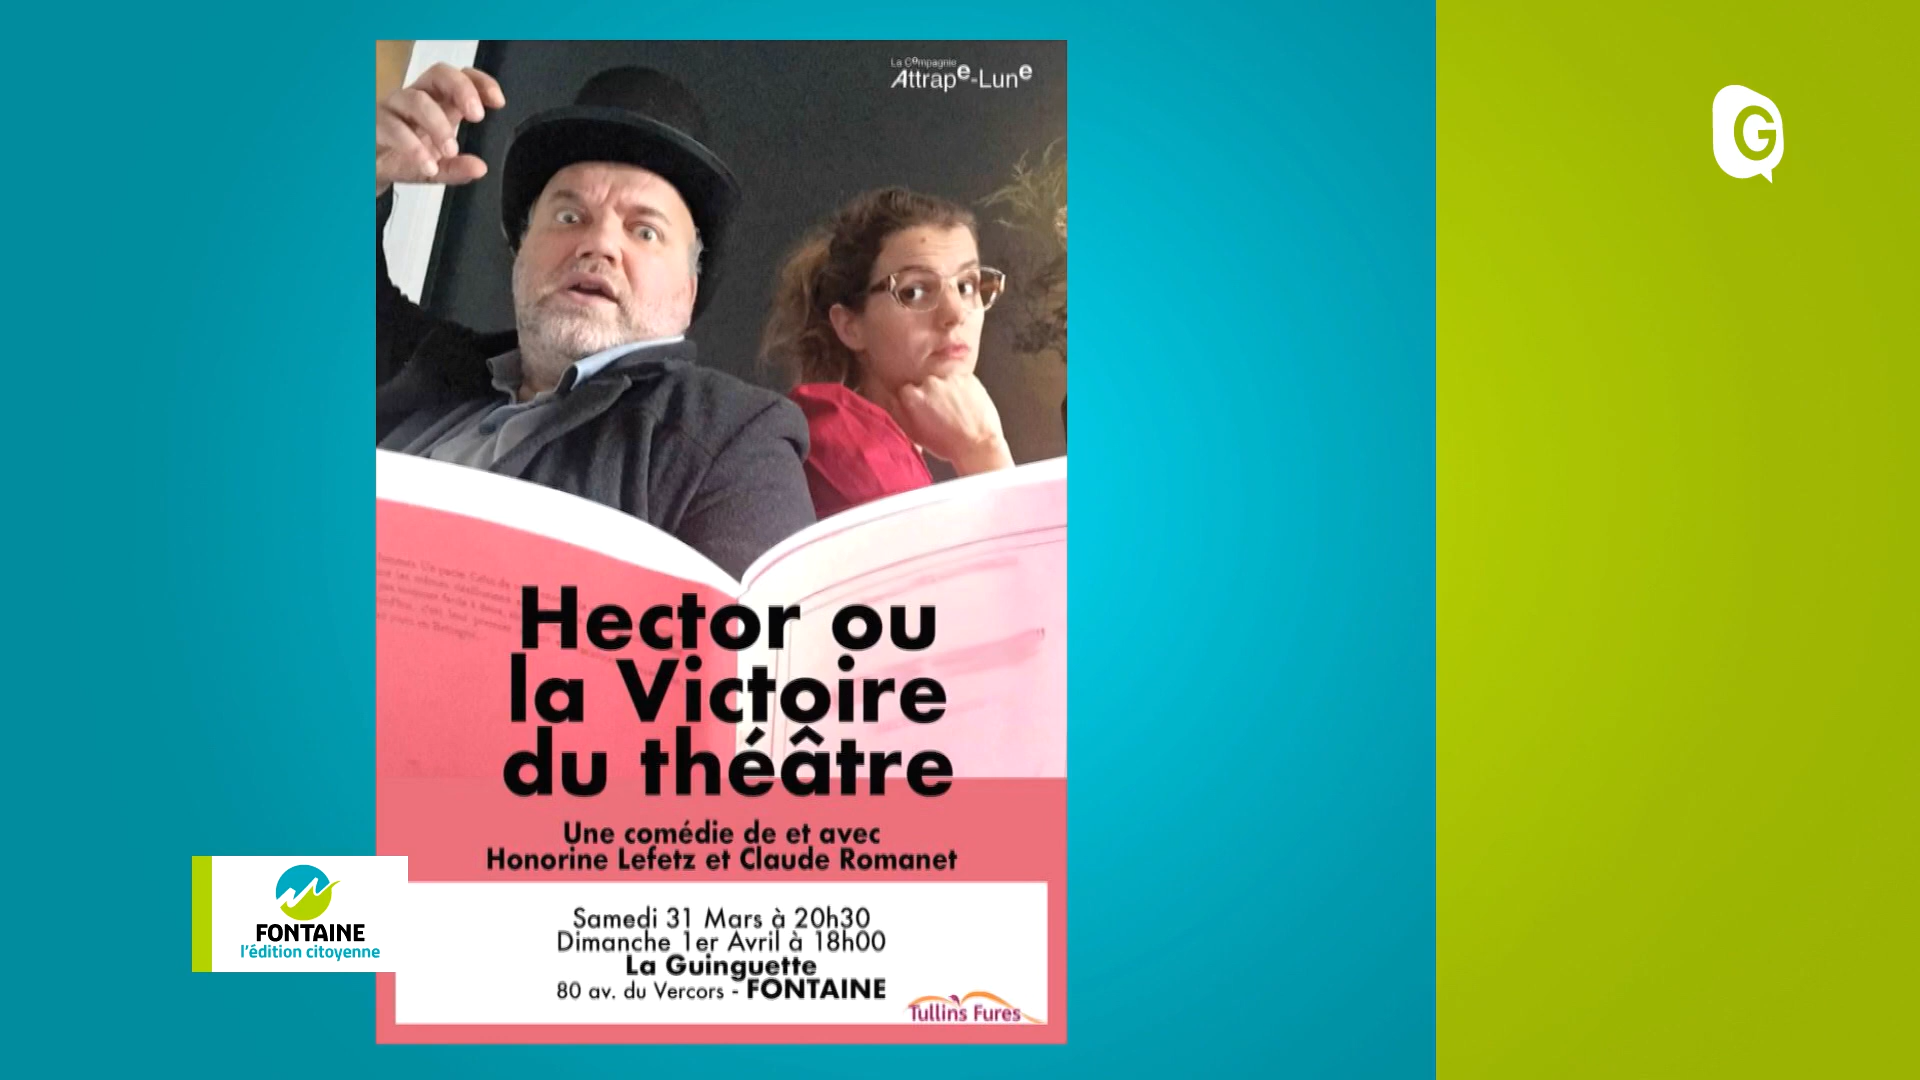 La Compagnie
Attrape-Lune
G
Hector ou
la Victoire
du théâtre
Une comédie de et avec
Honorine Lefetz et Claude Romanet
Samedi 31 Mars à 20h30
Dimanche 1er Avril à 18h00
La Guinguette
80 av. du Vercors - FONTAINE
Tullins Fures
FONTAINE
l'édition citoyenne